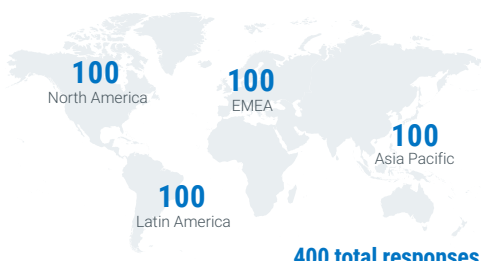 100
North America
100
EMEA
100
Asia Pacific
100
Latin America
400 total responses